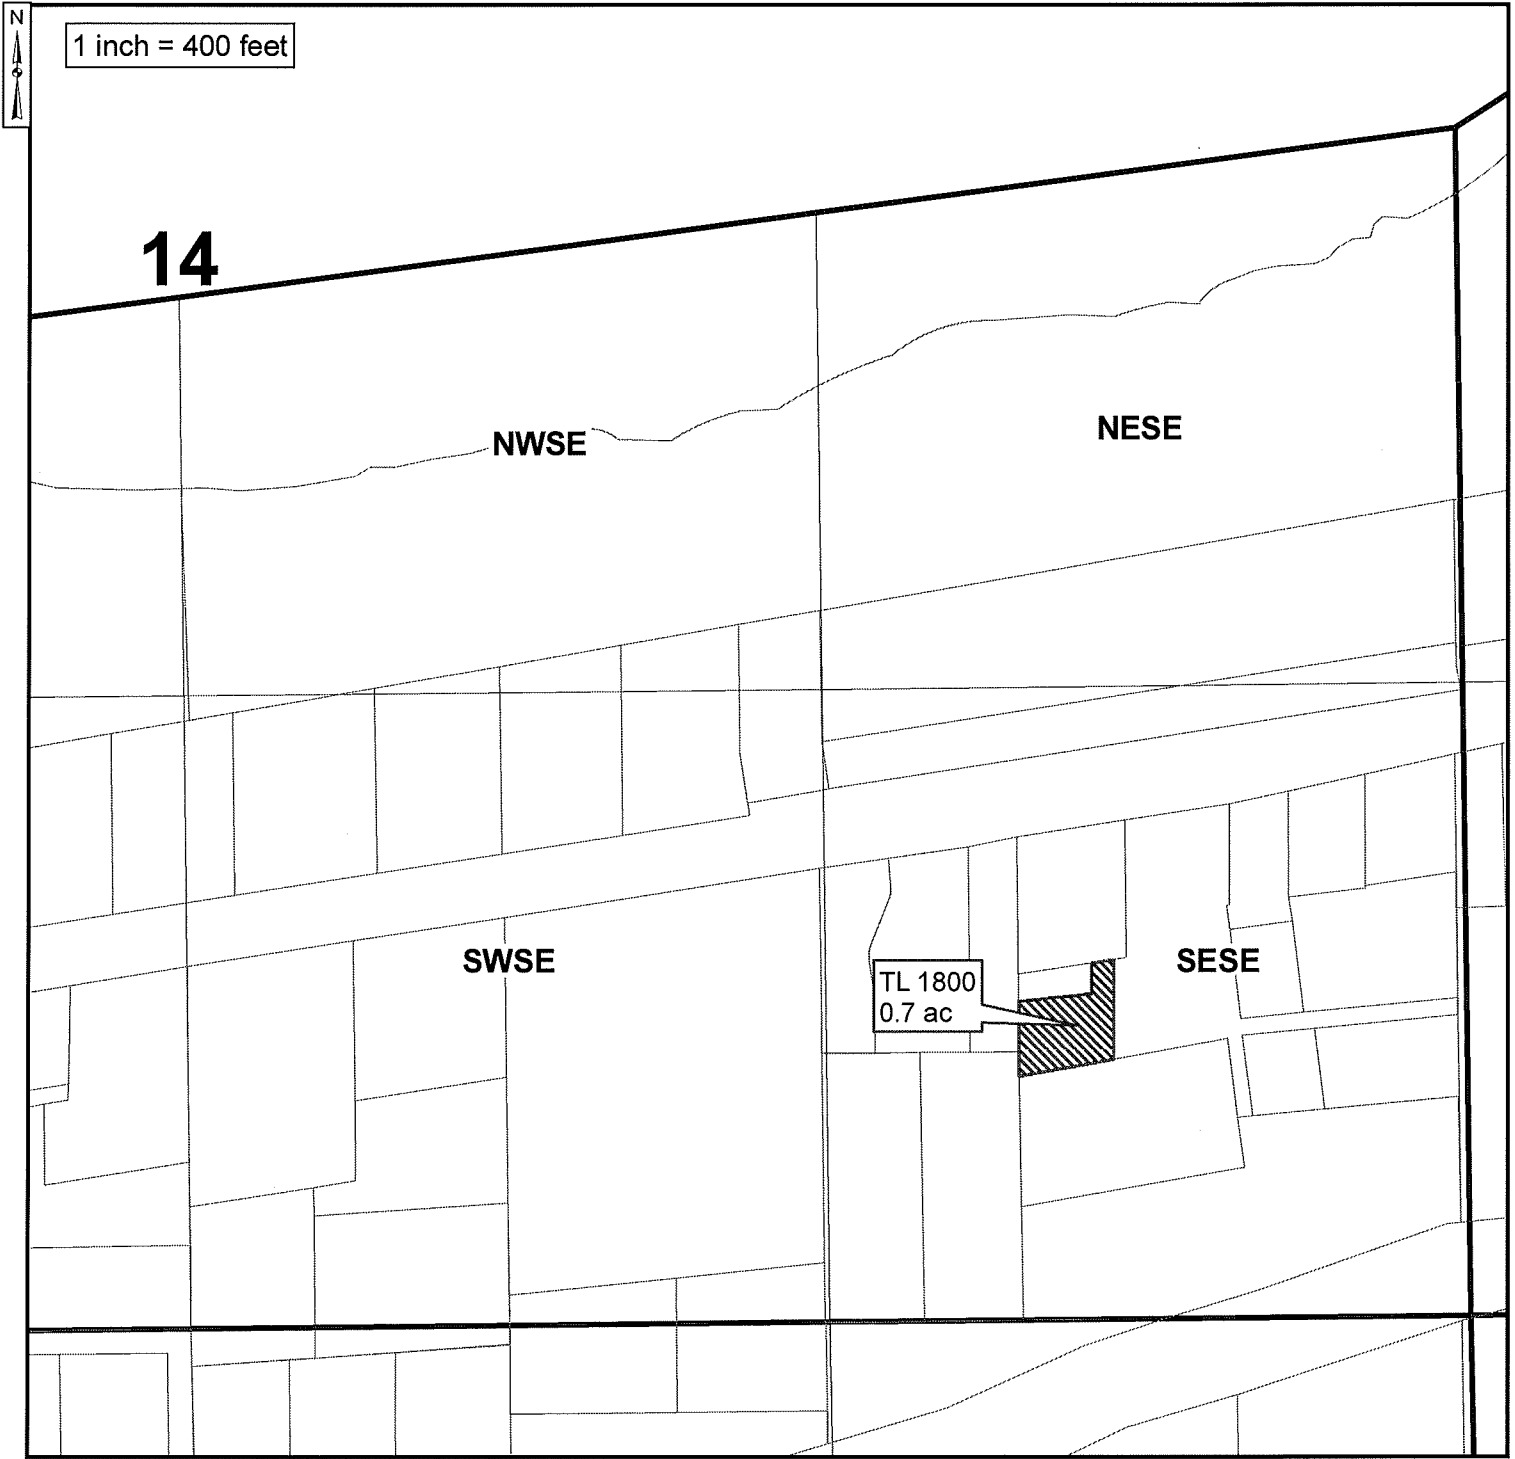 N
1 inch = 400 feet
14
NWSE
NESE
SWSE
SESE
TL 1800
0.7 ac